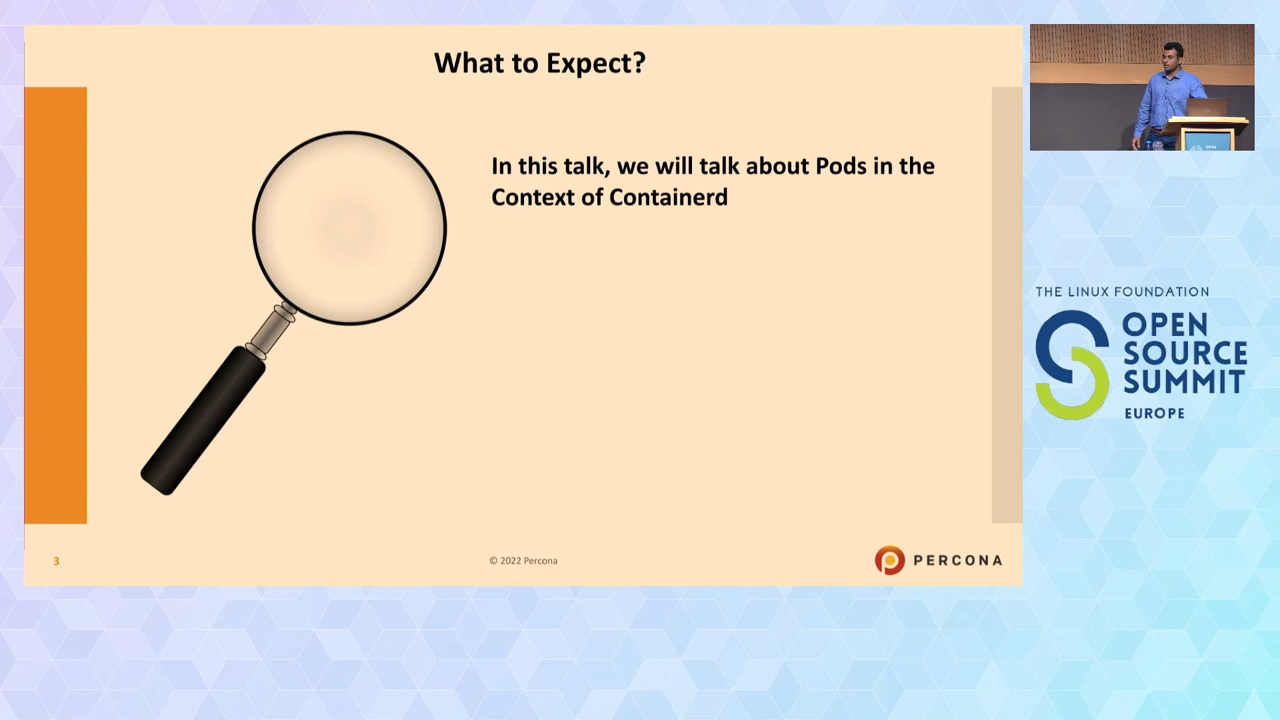 What to Expect?
In this talk, we will talk about Pods in the
Context of Containerd
3
© 2022 Percona
PERCONA
THE LINUX FOUNDATION
OPEN
SOURCE
SUMMIT
EUROPE